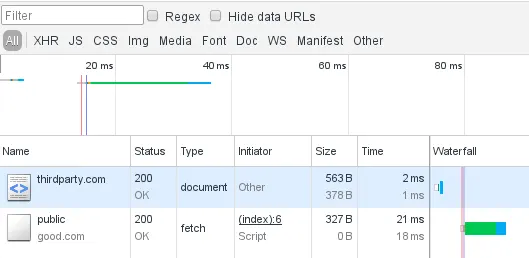 Filter Regex Hide data URLs
All XHR JS CSS Img Media Font Doc WS Manifest Other
20 ms 40 ms 60 ms 80 ms
Name Status Type Initiator Size Time Waterfall
thirdparty.com 200 document Other 563 B 2 ms
OK 378 B 1 ms
public 200 fetch (index):6 327 B 21 ms
good.com OK Script 0 B 18 ms